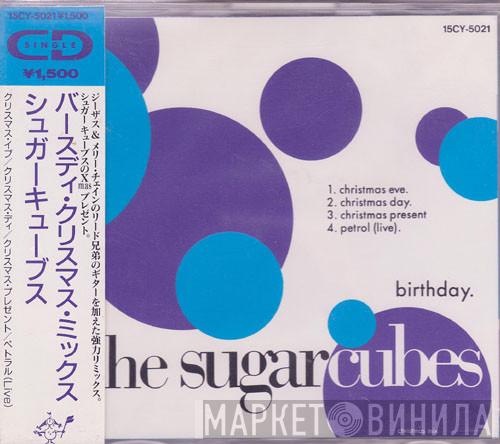 15CY-5021 ¥1,500
CD
SINGLE
¥1,500
バースディ・クリスマス・ミックス
シュガーキューブス
ジーザス&メリー・チェインのリード兄弟のギターを加えた強力リミックス。
シュガーキューブスのXmasプレゼント。
クリスマス・イブ/クリスマス・デイ/クリスマス・プレゼント/ペトラル(Live)
15CY-5021
1. christmas eve.
2. christmas day.
3. christmas present
4. petrol (live).
birthday.
the sugarcubes
christmas mix
МАРКЕТ ВИНИЛА